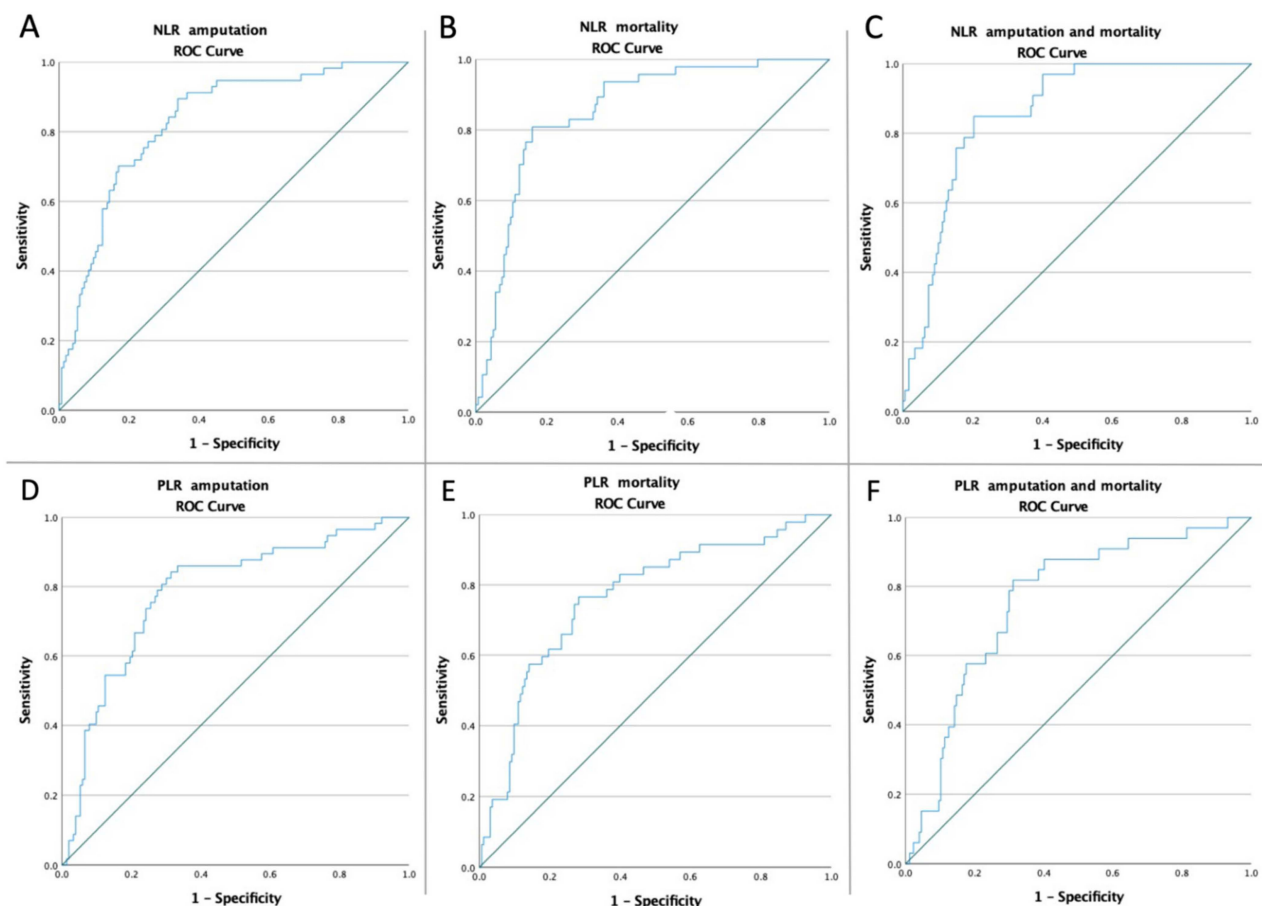 A
NLR amputation
ROC Curve
1.0
0.8
0.6
0.4
0.2
0.0
Sensitivity
0.0 0.2 0.4 0.6 0.8 1.0
1 – Specificity
B
NLR mortality
ROC Curve
1.0
0.8
0.6
0.4
0.2
0.0
Sensitivity
0.0 0.2 0.4 0.6 0.8 1.0
1 – Specificity
C
NLR amputation and mortality
ROC Curve
1.0
0.8
0.6
0.4
0.2
0.0
Sensitivity
0.0 0.2 0.4 0.6 0.8 1.0
1 – Specificity
D
PLR amputation
ROC Curve
1.0
0.8
0.6
0.4
0.2
0.0
Sensitivity
0.0 0.2 0.4 0.6 0.8 1.0
1 – Specificity
E
PLR mortality
ROC Curve
1.0
0.8
0.6
0.4
0.2
0.0
Sensitivity
0.0 0.2 0.4 0.6 0.8 1.0
1 – Specificity
F
PLR amputation and mortality
ROC Curve
1.0
0.8
0.6
0.4
0.2
0.0
Sensitivity
0.0 0.2 0.4 0.6 0.8 1.0
1 – Specificity